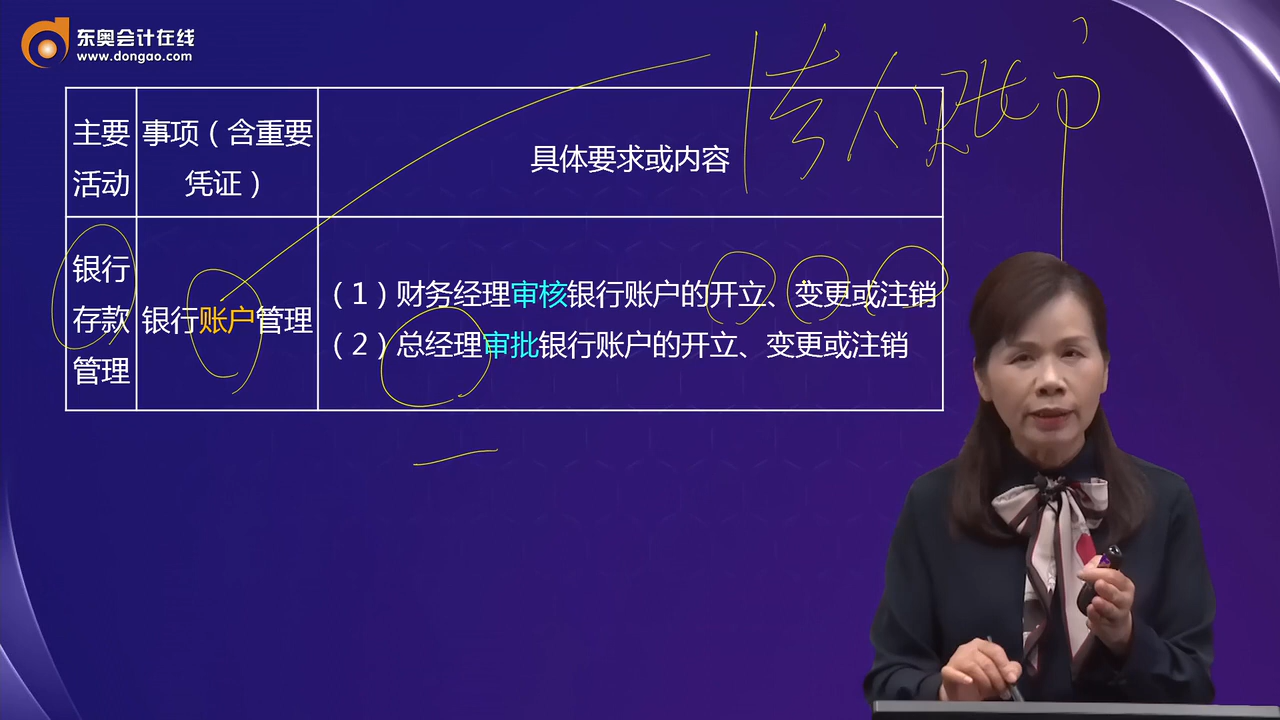 东奥会计在线
www.dongao.com
法人账户
主要
活动
事项（含重要
凭证）
具体要求或内容
银行
存款
管理
银行账户管理
（1）财务经理审核银行账户的开立、变更或注销
（2）总经理审批银行账户的开立、变更或注销